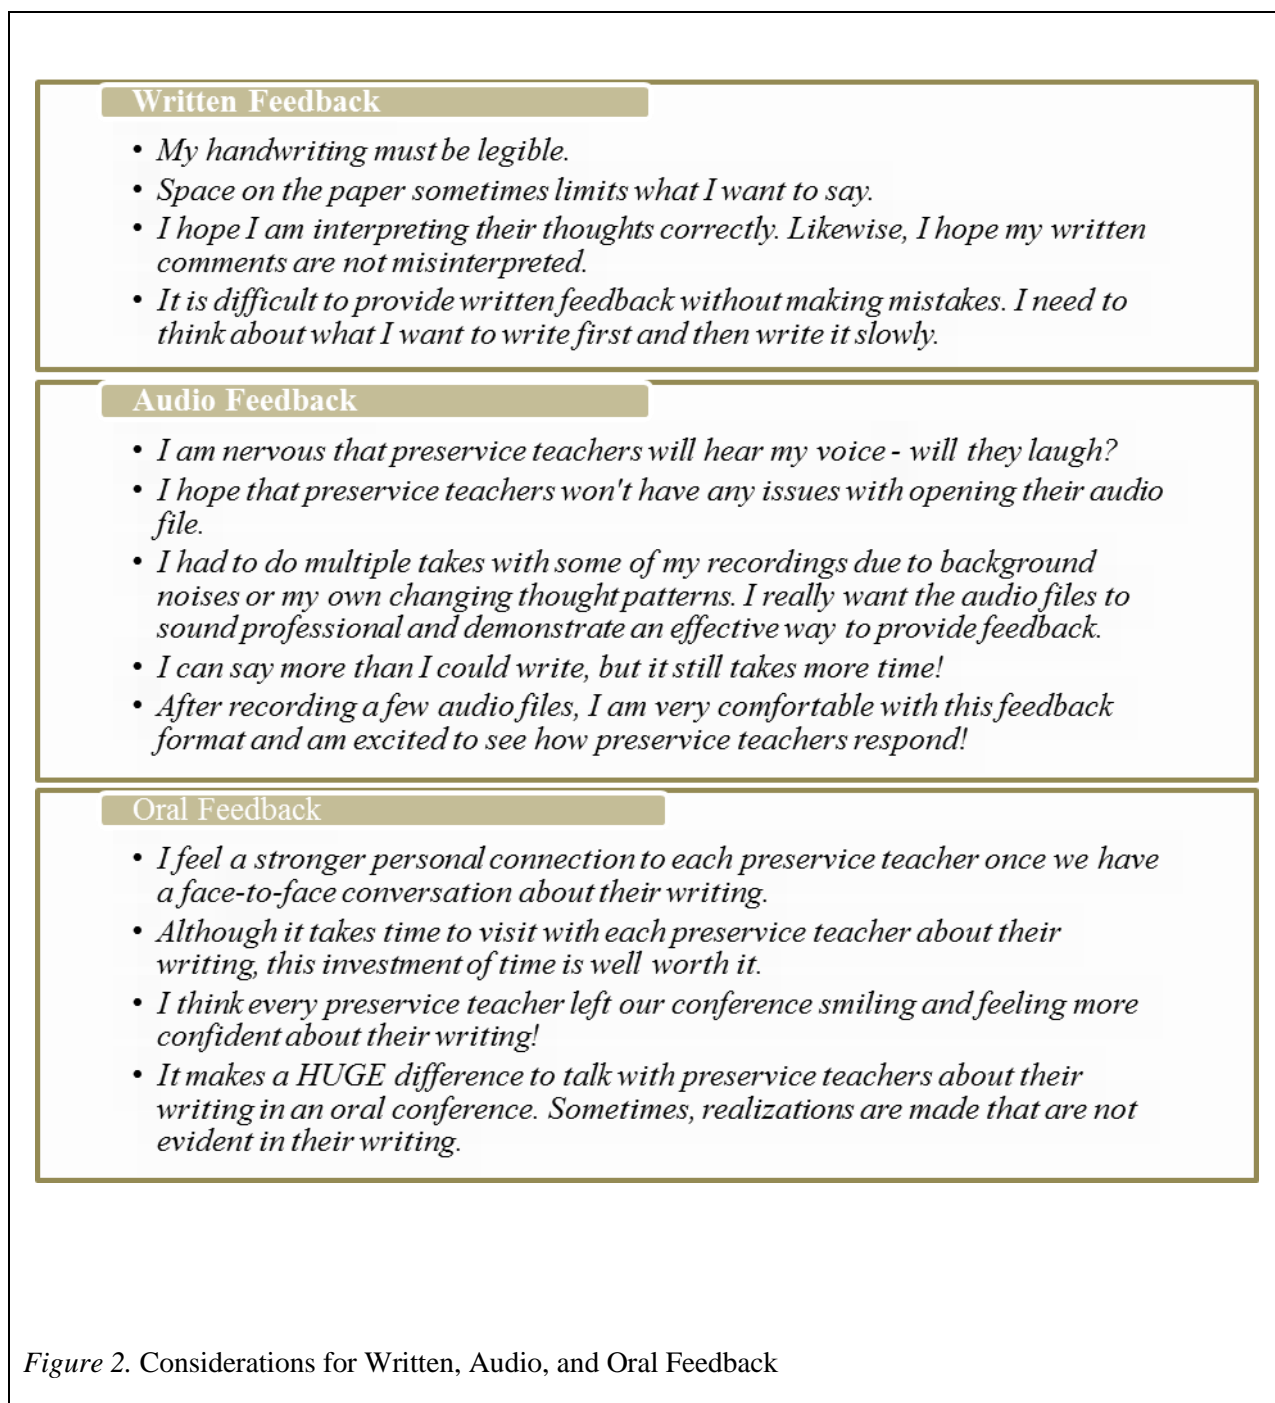 Written Feedback
• My handwriting must be legible.
• Space on the paper sometimes limits what I want to say.
• I hope I am interpreting their thoughts correctly. Likewise, I hope my written
comments are not misinterpreted.
• It is difficult to provide written feedback without making mistakes. I need to
think about what I want to write first and then write it slowly.
Audio Feedback
• I am nervous that preservice teachers will hear my voice - will they laugh?
• I hope that preservice teachers won't have any issues with opening their audio
file.
• I had to do multiple takes with some of my recordings due to background
noises or my own changing thought patterns. I really want the audio files to
sound professional and demonstrate an effective way to provide feedback.
• I can say more than I could write, but it still takes more time!
• After recording a few audio files, I am very comfortable with this feedback
format and am excited to see how preservice teachers respond!
Oral Feedback
• I feel a stronger personal connection to each preservice teacher once we have
a face-to-face conversation about their writing.
• Although it takes time to visit with each preservice teacher about their
writing, this investment of time is well worth it.
• I think every preservice teacher left our conference smiling and feeling more
confident about their writing!
• It makes a HUGE difference to talk with preservice teachers about their
writing in an oral conference. Sometimes, realizations are made that are not
evident in their writing.
Figure 2. Considerations for Written, Audio, and Oral Feedback